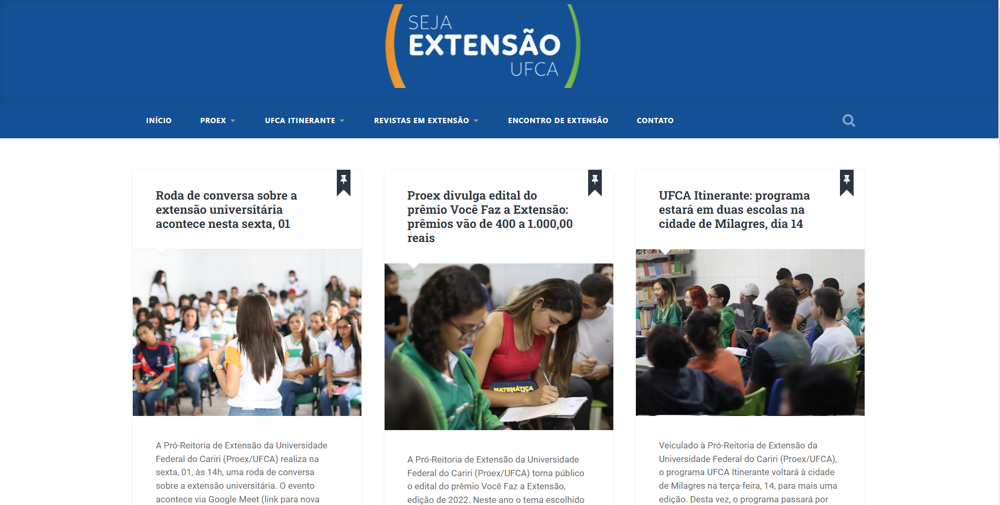 SEJA
EXTENSÃO
UFCA
INÍCIO / PROEX / UFCA ITINERANTE / REVISTAS EM EXTENSÃO / ENCONTRO DE EXTENSÃO / CONTATO
Roda de conversa sobre a
extensão universitária
acontece nesta sexta, 01
A Pró-Reitoria de Extensão da Universidade
Federal do Cariri (Proex/UFCA) realiza na
sexta, 01, às 14h, uma roda de conversa
sobre a extensão universitária. O evento
acontece via Google Meet (link para nova
Proex divulga edital do
prêmio Você Faz a Extensão:
prêmios vão de 400 a 1.000,00
reais
MATEMÁTICA
A Pró-Reitoria de Extensão da Universidade
Federal do Cariri (Proex/UFCA) torna público
o edital do prêmio Você Faz a Extensão,
edição de 2022. Neste ano o tema escolhido
UFCA Itinerante: programa
estará em duas escolas na
cidade de Milagres, dia 14
Veiculado à Pró-Reitoria de Extensão da
Universidade Federal do Cariri (Proex/UFCA),
o programa UFCA Itinerante voltará à cidade
de Milagres na terça-feira, 14, para mais uma
edição. Desta vez, o programa passará por